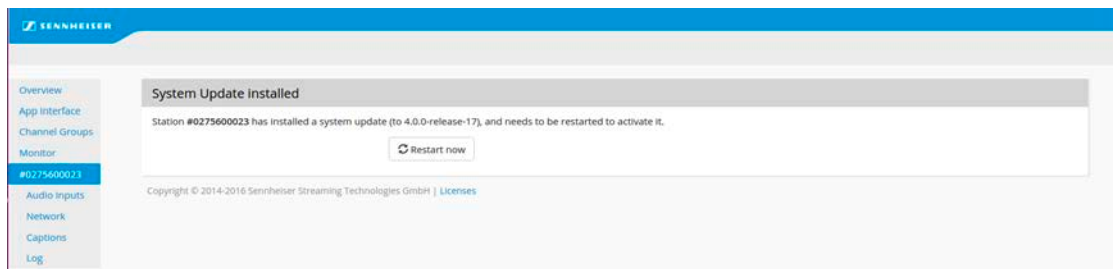 SENNHEISER
Overview
App Interface
Channel Groups
Monitor
#0275600023
Audio Inputs
Network
Captions
Log
System Update installed
Station #0275600023 has installed a system update (to 4.0.0-release-17), and needs to be restarted to activate it.
Restart now
Copyright © 2014-2016 Sennheiser Streaming Technologies GmbH | Licenses